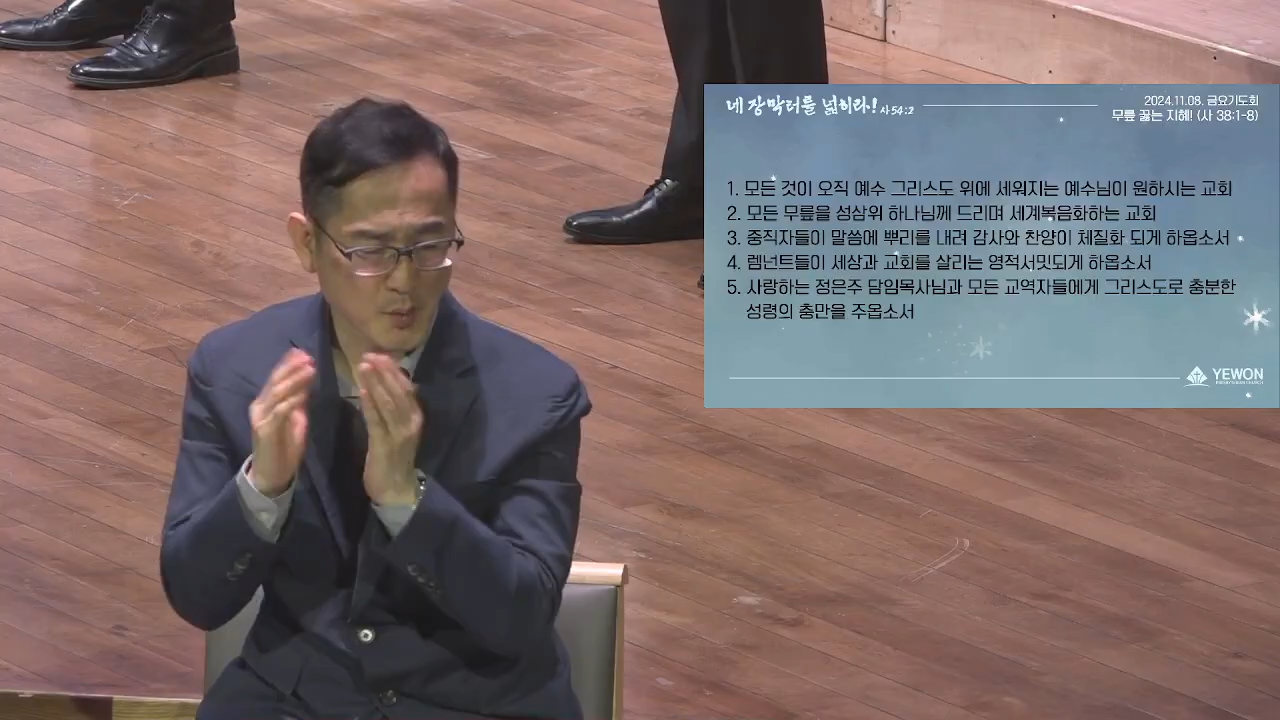 네 장막터를 넓히라! 사 54:2
2024.11.08. 금요기도회
무릎 꿇는 지혜! (사 38:1-8)
1. 모든 것이 오직 예수 그리스도 위에 세워지는 예수님이 원하시는 교회
2. 모든 무릎을 성삼위 하나님께 드리며 세계복음화하는 교회
3. 중직자들이 말씀에 뿌리를 내려 감사와 찬양이 체질화 되게 하옵소서
4. 렘넌트들이 세상과 교회를 살리는 영적서밋되게 하옵소서
5. 사랑하는 정은주 담임목사님과 모든 교역자들에게 그리스도로 충분한
성령의 충만을 주옵소서
YEWON
PRESBYTERIAN CHURCH